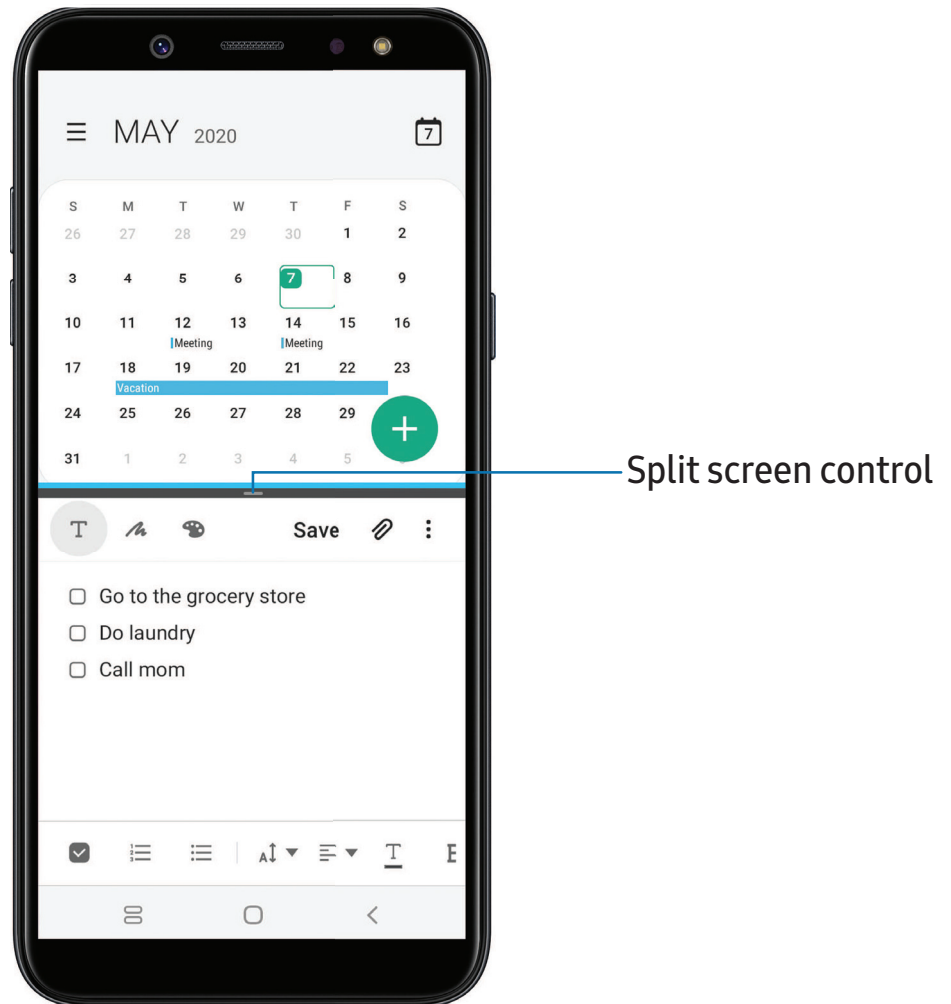 MAY 2020
7
S M T W T F S
26 27 28 29 30 1 2
3 4 5 6 7 8 9
10 11 12 13 14 15 16
Meeting Meeting
17 18 19 20 21 22 23
Vacation
24 25 26 27 28 29
31 1 2 3 4 5
Split screen control
T Save
Go to the grocery store
Do laundry
Call mom
A T